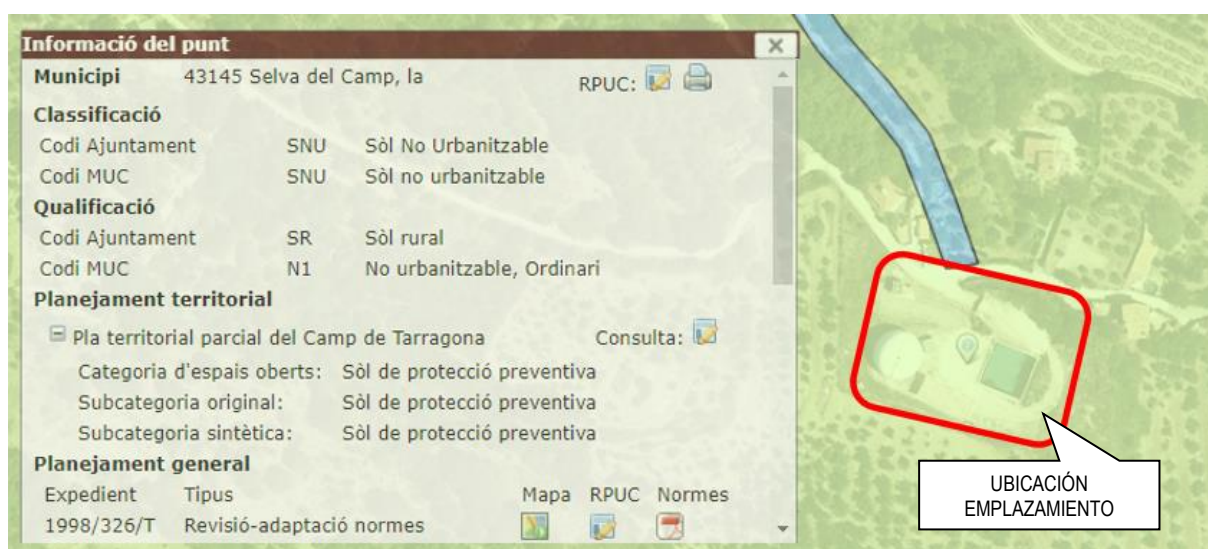 Informació del punt
Municipi 43145 Selva del Camp, la RPUC:
Classificació
Codi Ajuntament SNU Sòl No Urbanitzable
Codi MUC SNU Sòl no urbanitzable
Qualificació
Codi Ajuntament SR Sòl rural
Codi MUC N1 No urbanitzable, Ordinari
Planejament territorial
Pla territorial parcial del Camp de Tarragona Consulta:
Categoria d'espais oberts: Sòl de protecció preventiva
Subcategoria original: Sòl de protecció preventiva
Subcategoria sintètica: Sòl de protecció preventiva
Planejament general
Expedient Tipus Mapa RPUC Normes
1998/326/T Revisió-adaptació normes
UBICACIÓN
EMPLAZAMIENTO